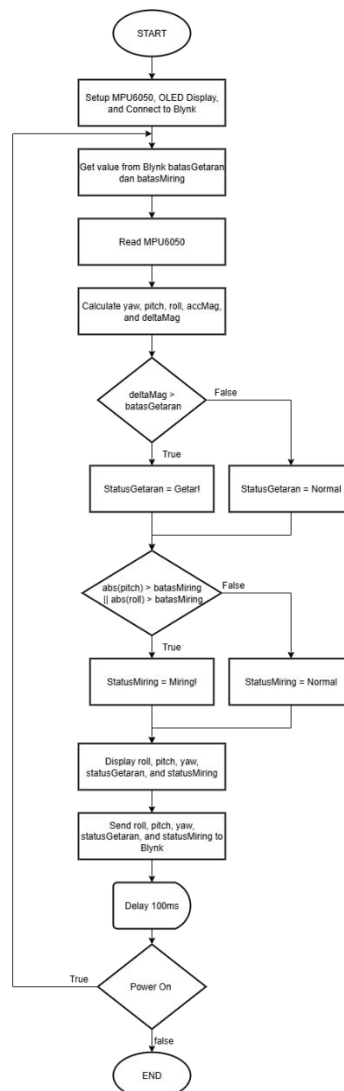 START
Setup MPU6050, OLED Display,
and Connect to Blynk
Get value from Blynk batasGetaran
dan batasMiring
Read MPU6050
Calculate yaw, pitch, roll, accMag,
and deltaMag
deltaMag >
batasGetaran
False
True
StatusGetaran = Getar!
StatusGetaran = Normal
abs(pitch) > batasMiring
|| abs(roll) > batasMiring
False
True
StatusMiring = Miring!
StatusMiring = Normal
Display roll, pitch, yaw,
statusGetaran, and statusMiring
Send roll, pitch, yaw,
statusGetaran, and statusMiring to
Blynk
Delay 100ms
True
Power On
false
END